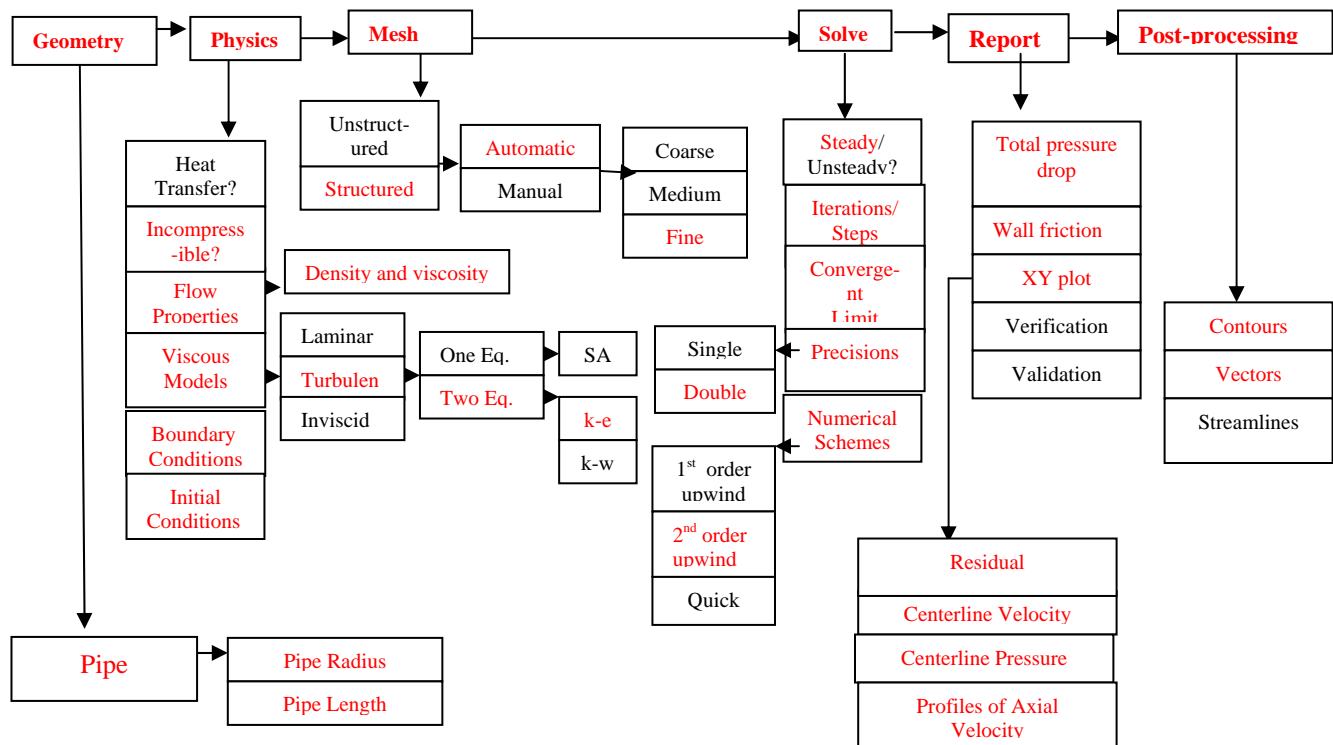 Geometry
Physics
Mesh
Solve
Report
Post-processing
Heat
Transfer?
Incompress
-ible?
Flow
Properties
Viscous
Models
Boundary
Conditions
Initial
Conditions
Density and viscosity
Laminar
Turbulen
Inviscid
One Eq.
Two Eq.
SA
k-e
k-w
Unstruct-
ured
Structured
Automatic
Manual
Coarse
Medium
Fine
Steady/
Unsteady?
Iterations/
Steps
Converge-
nt
Limit
Precisions
Numerical
Schemes
Single
Double
1st order
upwind
2nd order
upwind
Quick
Total pressure
drop
Wall friction
XY plot
Verification
Validation
Contours
Vectors
Streamlines
Residual
Centerline Velocity
Centerline Pressure
Profiles of Axial
Velocity
Pipe
Pipe Radius
Pipe Length